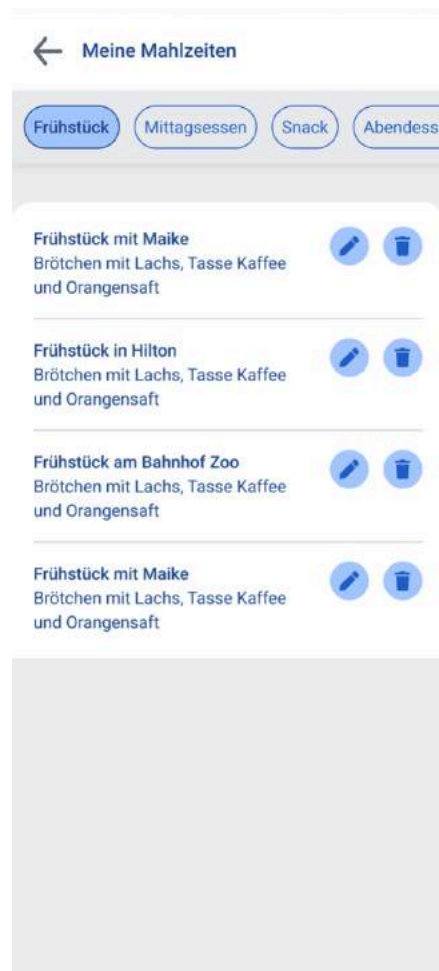 Meine Mahlzeiten
Frühstück Mittagsessen Snack Abendess
Frühstück mit Maike
Brötchen mit Lachs, Tasse Kaffee
und Orangensaft
Frühstück in Hilton
Brötchen mit Lachs, Tasse Kaffee
und Orangensaft
Frühstück am Bahnhof Zoo
Brötchen mit Lachs, Tasse Kaffee
und Orangensaft
Frühstück mit Maike
Brötchen mit Lachs, Tasse Kaffee
und Orangensaft